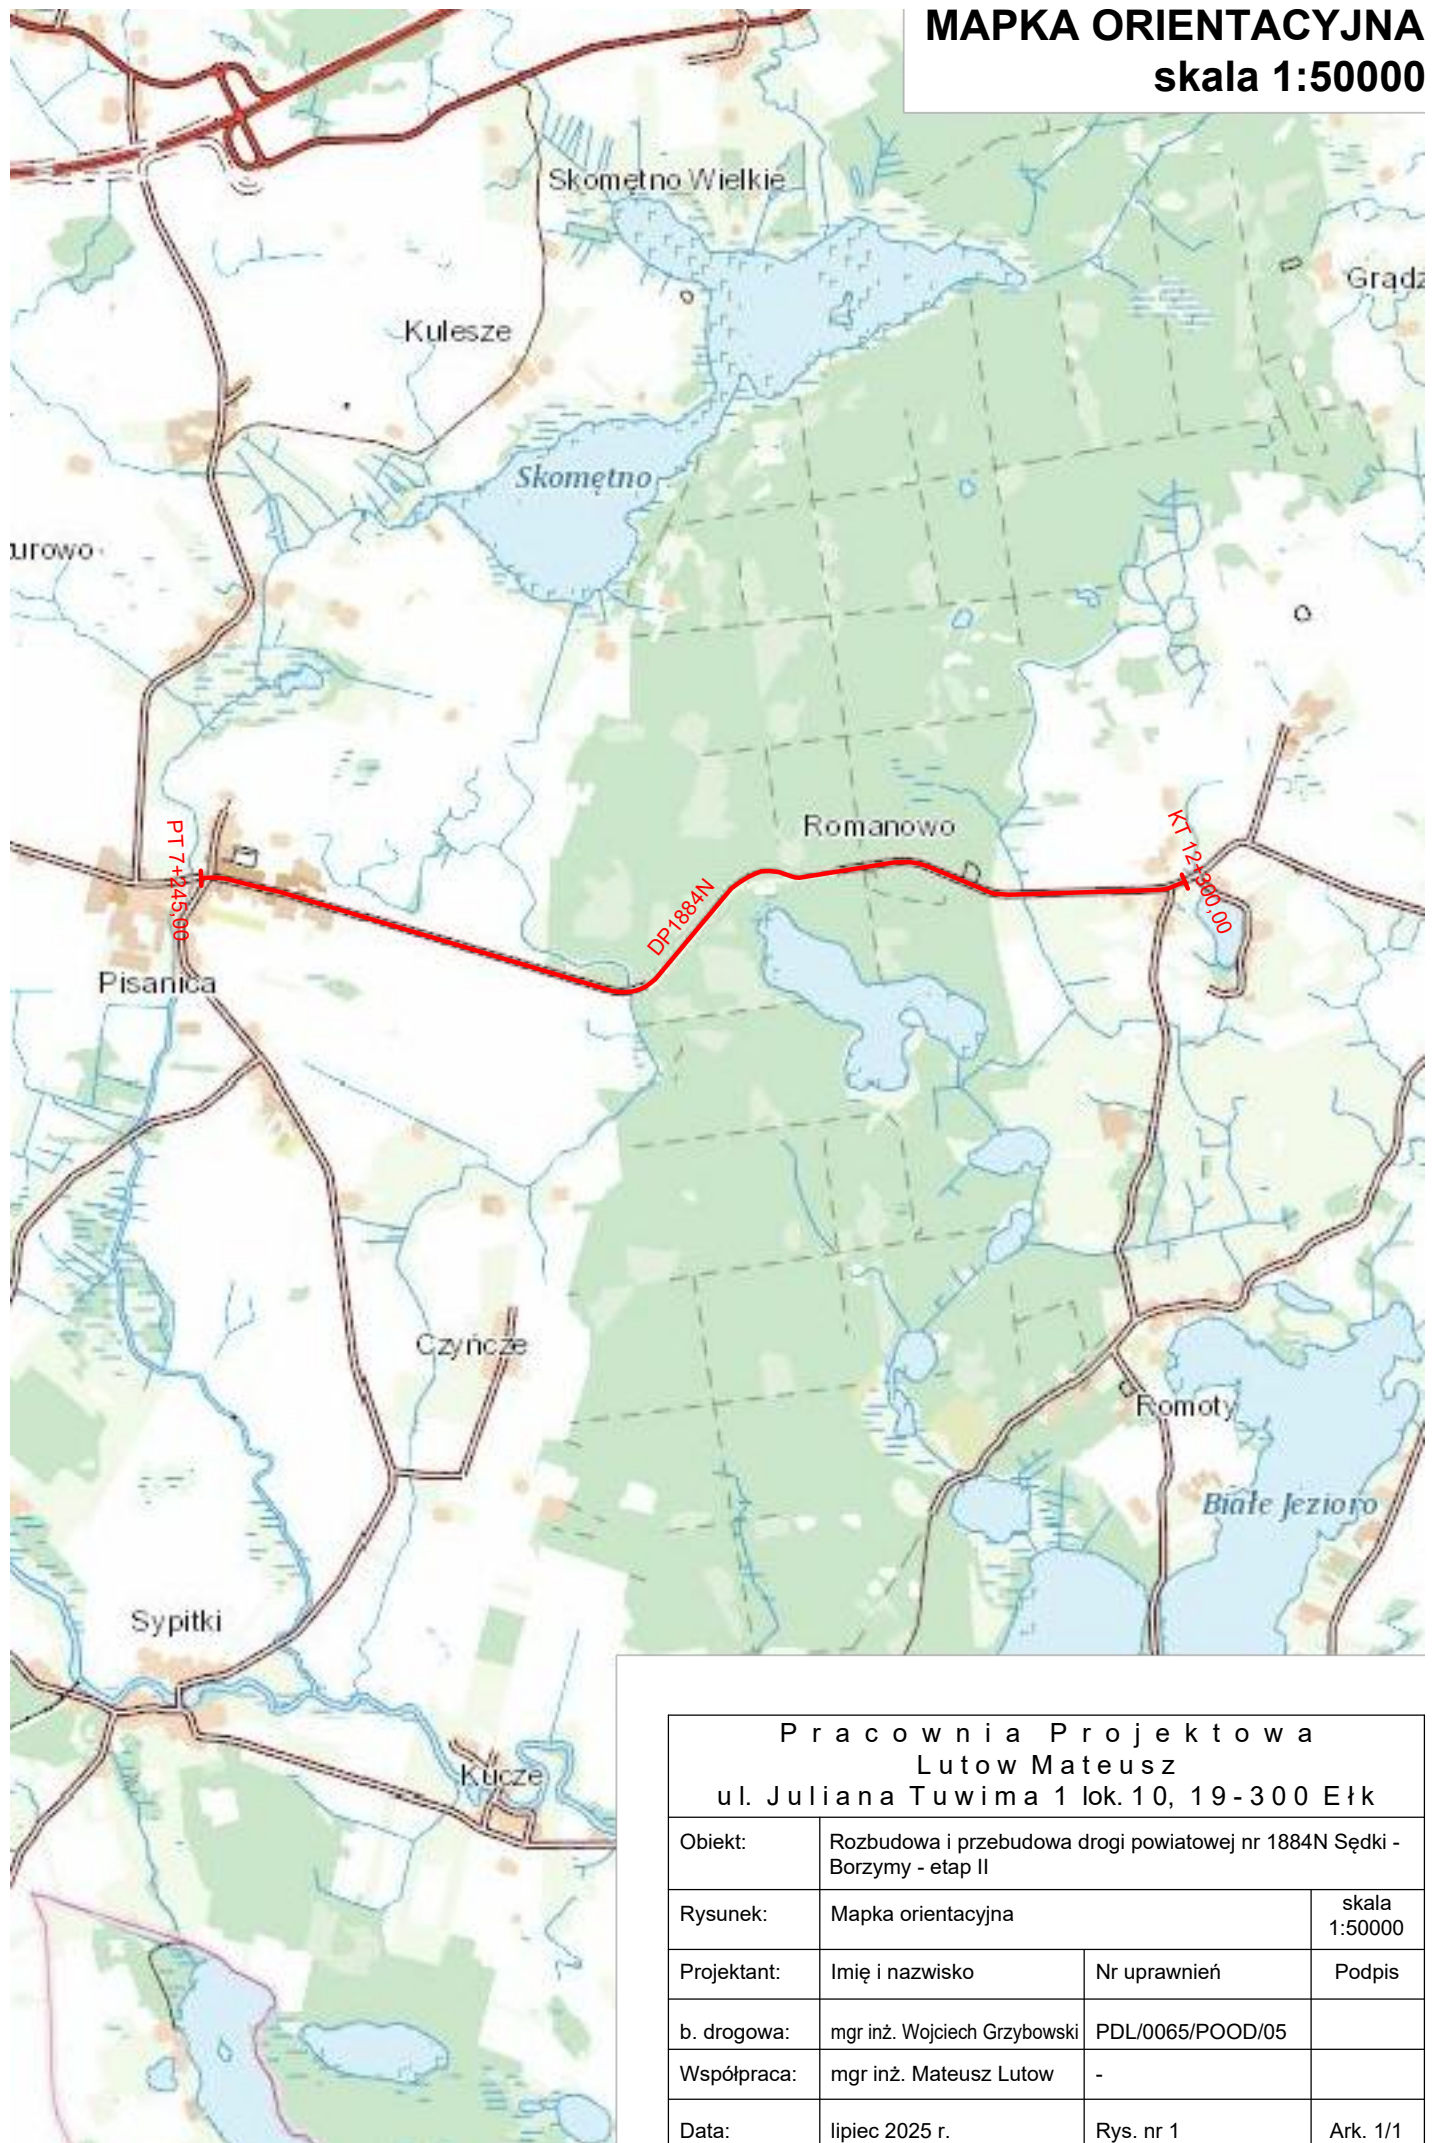 MAPKA ORIENTACYJNA
skala 1:50000
Skomętno Wielkie
Grądz
Kulesze
Skomętno
urowo
Romanowo
PT 7+245,00
KT 12+300,00
DP1884N
Pisanica
Czyńcze
Romoty
Białe Jezioro
Sypitki
Kucze
Pracownia Projektowa
Lutow Mateusz
ul. Juliana Tuwima 1 lok. 10, 19-300 Ełk
Obiekt: Rozbudowa i przebudowa drogi powiatowej nr 1884N Sędki -
Borzymy - etap II
Rysunek: Mapka orientacyjna skala
1:50000
Projektant: Imię i nazwisko Nr uprawnień Podpis
b. drogowa: mgr inż. Wojciech Grzybowski PDL/0065/POOD/05
Współpraca: mgr inż. Mateusz Lutow -
Data: lipiec 2025 r. Rys. nr 1 Ark. 1/1